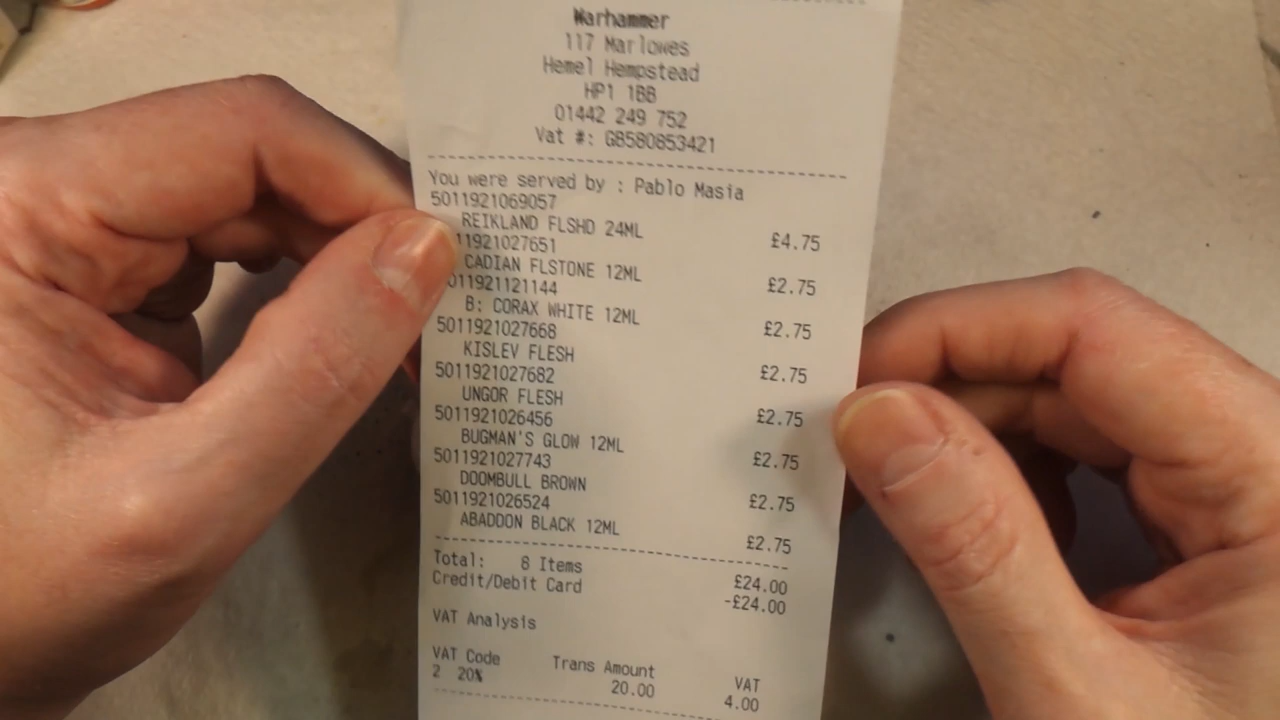 Warhammer
117 Marlowes
Hemel Hempstead
HP1 1BB
01442 249 752
Vat #: GB580853421
You were served by : Pablo Masia
5011921069057
REIKLAND FLSHD 24ML £4.75
11921027651
CADIAN FLSTONE 12ML £2.75
011921121144
B: CORAX WHITE 12ML £2.75
5011921027668
KISLEV FLESH £2.75
5011921027682
UNGOR FLESH £2.75
5011921026456
BUGMAN'S GLOW 12ML £2.75
5011921027743
DOOMBULL BROWN £2.75
5011921026524
ABADDON BLACK 12ML £2.75
Total: 8 Items £24.00
Credit/Debit Card -£24.00
VAT Analysis
VAT Code Trans Amount VAT
2 20% 20.00 4.00